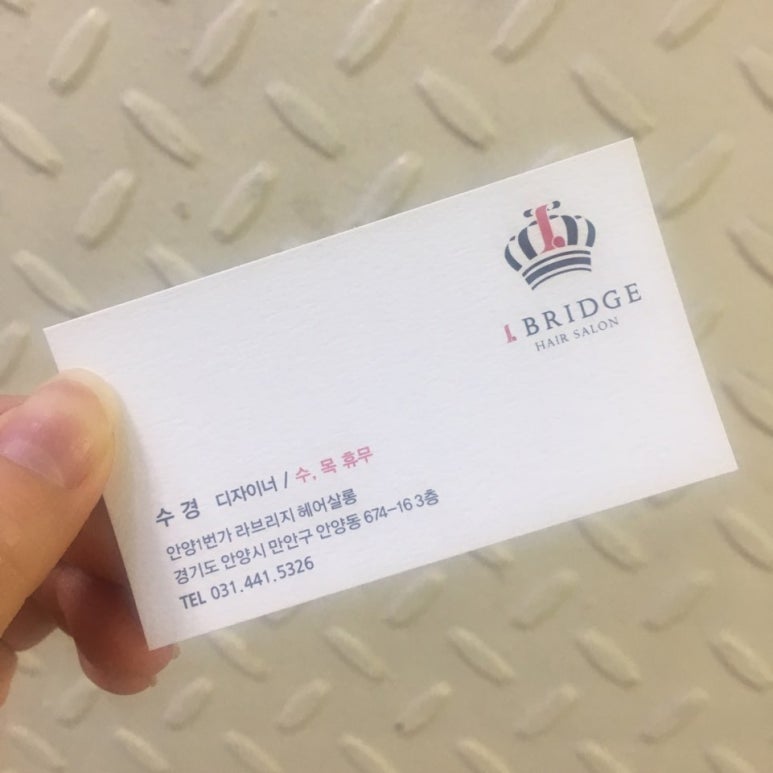 L BRIDGE
HAIR SALON
수 경 디자이너 / 수, 목 휴무
안양1번가 라브리지 헤어살롱
경기도 안양시 만안구 안양동 674-16 3층
TEL 031.441.5326